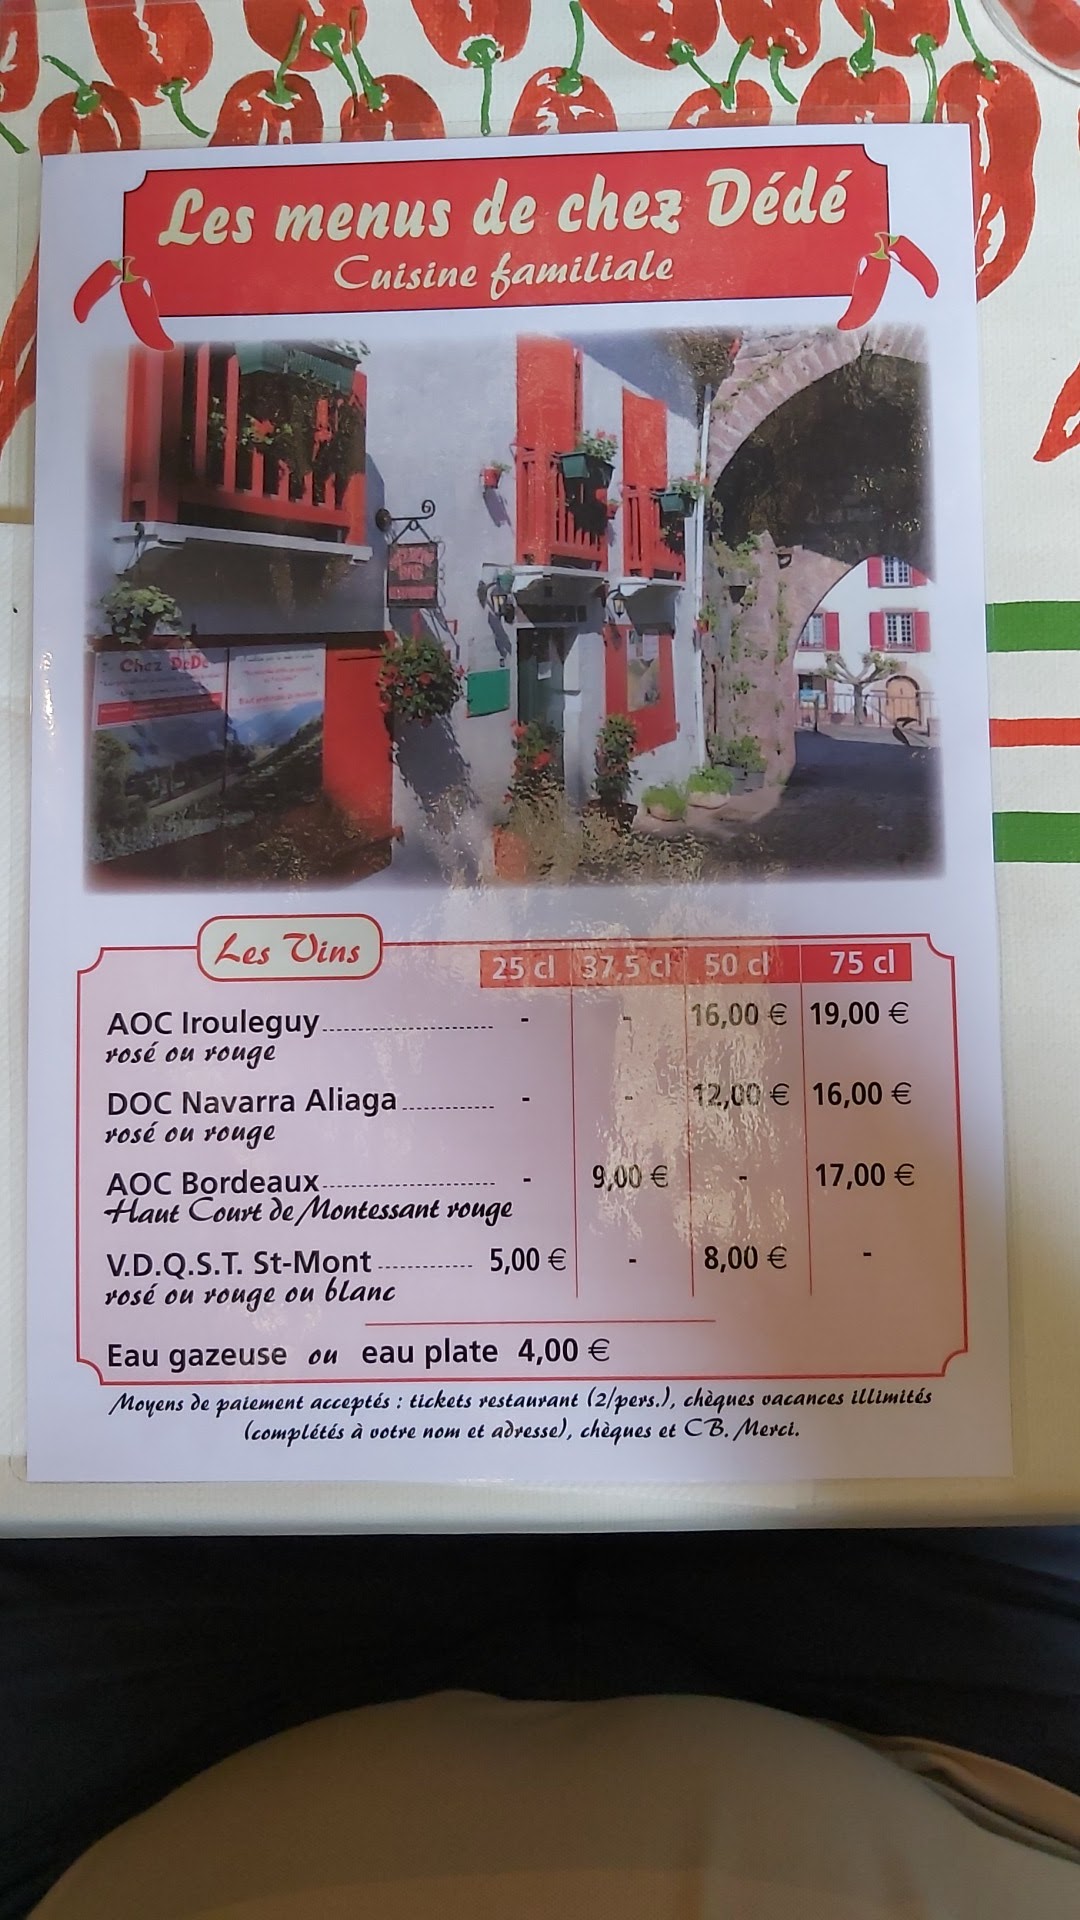 Les menus de chez Dédé
Cuisine familiale
Chez DeDe
Les Vins
25 cl 37,5 cl 50 cl 75 cl
AOC Irouleguy - - 16,00 € 19,00 €
rosé ou rouge
DOC Navarra Aliaga - - 12,00 € 16,00 €
rosé ou rouge
AOC Bordeaux - 9,00 € - 17,00 €
Haut Court de Montessant rouge
V.D.Q.S.T. St-Mont 5,00 € - 8,00 € -
rosé ou rouge ou blanc
Eau gazeuse ou eau plate 4,00 €
Moyens de paiement acceptés : tickets restaurant (2/pers.), chèques vacances illimités
(complétés à votre nom et adresse), chèques et CB. Merci.